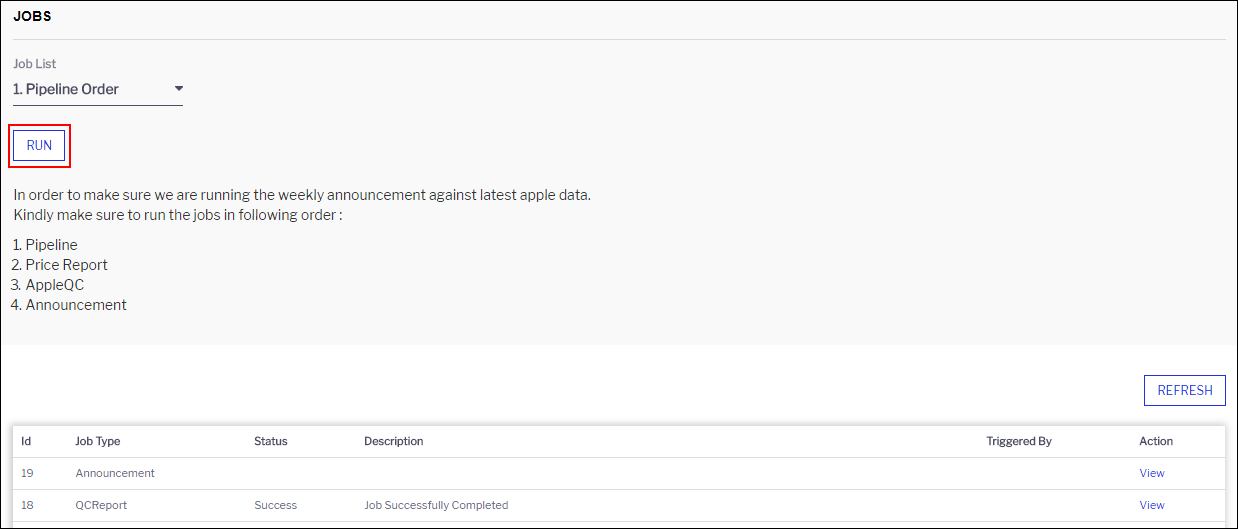 JOBS
Job List
1. Pipeline Order
RUN
In order to make sure we are running the weekly announcement against latest apple data.
Kindly make sure to run the jobs in following order :
1. Pipeline
2. Price Report
3. AppleQC
4. Announcement
REFRESH
Id Job Type Status Description Triggered By Action
19 Announcement View
18 QCReport Success Job Successfully Completed View